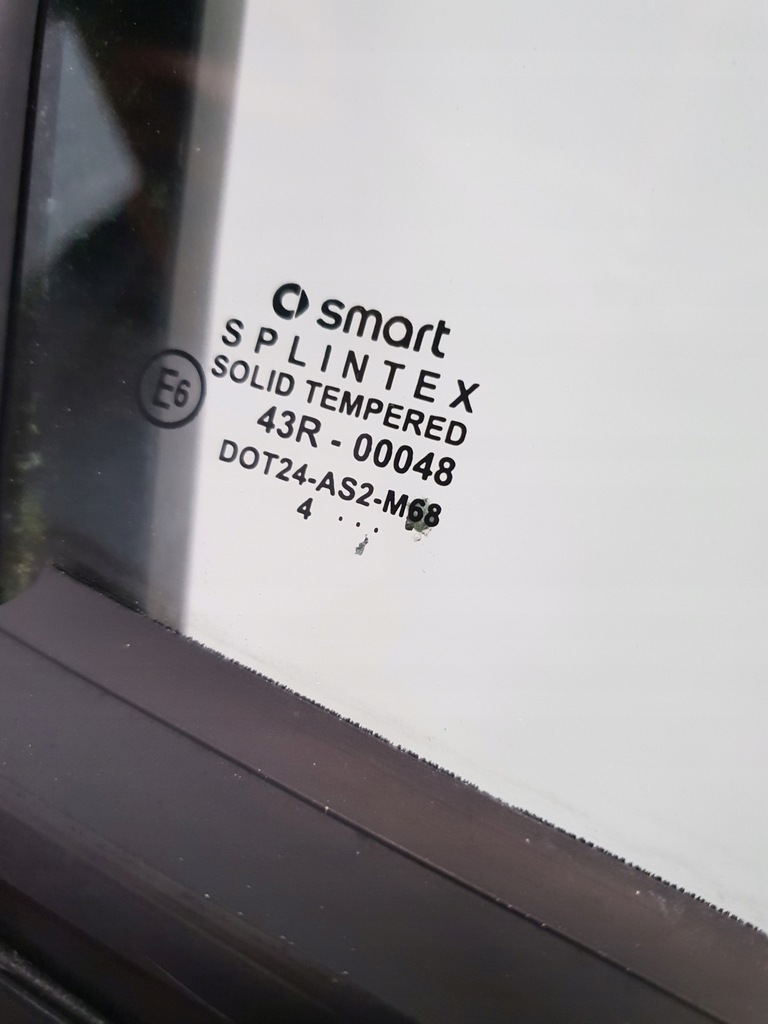 smart
SPLINTEX
E6
SOLID TEMPERED
43R - 00048
DOT24-AS2-M68
4 ...